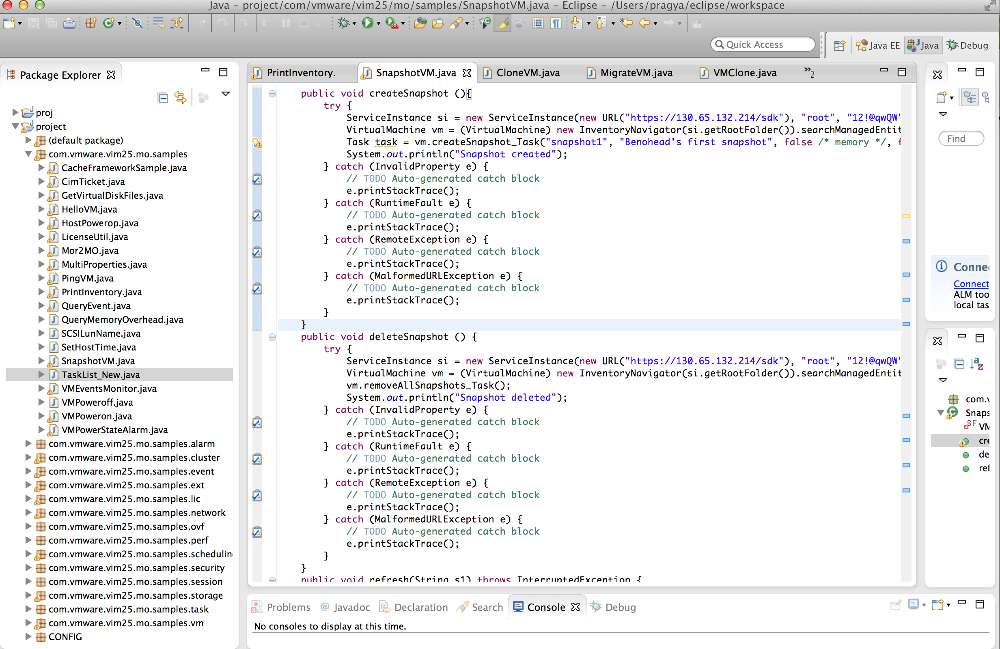 Java – project/com/vmware/vim25/mo/samples/SnapshotVM.java – Eclipse – /Users/pragya/eclipse/workspace
Quick Access
Java EE
Java
Debug
Package Explorer
proj
project
(default package)
com.vmware.vim25.mo.samples
CacheFrameworkSample.java
CimTicket.java
GetVirtualDiskFiles.java
HelloVM.java
HostPowerop.java
LicenseUtil.java
Mor2MO.java
MultiProperties.java
PingVM.java
PrintInventory.java
QueryEvent.java
QueryMemoryOverhead.java
SCSILunName.java
SetHostTime.java
SnapshotVM.java
TaskList_New.java
VMEventsMonitor.java
VMPoweroff.java
VMPoweron.java
VMPowerStateAlarm.java
com.vmware.vim25.mo.samples.alarm
com.vmware.vim25.mo.samples.cluster
com.vmware.vim25.mo.samples.event
com.vmware.vim25.mo.samples.ext
com.vmware.vim25.mo.samples.lic
com.vmware.vim25.mo.samples.network
com.vmware.vim25.mo.samples.ovf
com.vmware.vim25.mo.samples.perf
com.vmware.vim25.mo.samples.schedulin
com.vmware.vim25.mo.samples.security
com.vmware.vim25.mo.samples.session
com.vmware.vim25.mo.samples.storage
com.vmware.vim25.mo.samples.task
com.vmware.vim25.mo.samples.vm
CONFIG
PrintInventory.
SnapshotVM.java
CloneVM.java
MigrateVM.java
VMClone.java
»2
public void createSnapshot (){
try {
ServiceInstance si = new ServiceInstance(new URL("https://130.65.132.214/sdk"), "root", "12!@qwQW"
VirtualMachine vm = (VirtualMachine) new InventoryNavigator(si.getRootFolder()).searchManagedEntit
Task task = vm.createSnapshot_Task("snapshot1", "Benohead's first snapshot", false /* memory */, f
System.out.println("Snapshot created");
} catch (InvalidProperty e) {
// TODO Auto-generated catch block
e.printStackTrace();
} catch (RuntimeFault e) {
// TODO Auto-generated catch block
e.printStackTrace();
} catch (RemoteException e) {
// TODO Auto-generated catch block
e.printStackTrace();
} catch (MalformedURLException e) {
// TODO Auto-generated catch block
e.printStackTrace();
}
}
public void deleteSnapshot () {
try {
ServiceInstance si = new ServiceInstance(new URL("https://130.65.132.214/sdk"), "root", "12!@qwQW"
VirtualMachine vm = (VirtualMachine) new InventoryNavigator(si.getRootFolder()).searchManagedEntit
vm.removeAllSnapshots_Task();
System.out.println("Snapshot deleted");
} catch (InvalidProperty e) {
// TODO Auto-generated catch block
e.printStackTrace();
} catch (RuntimeFault e) {
// TODO Auto-generated catch block
e.printStackTrace();
} catch (RemoteException e) {
// TODO Auto-generated catch block
e.printStackTrace();
} catch (MalformedURLException e) {
// TODO Auto-generated catch block
e.printStackTrace();
}
}
public void refresh(String s1) throws InterruptedException {
Find
Conne
Connect
ALM too
local tas
com.v
Snaps
VM
cre
de
ref
Problems
Javadoc
Declaration
Search
Console
Debug
No consoles to display at this time.